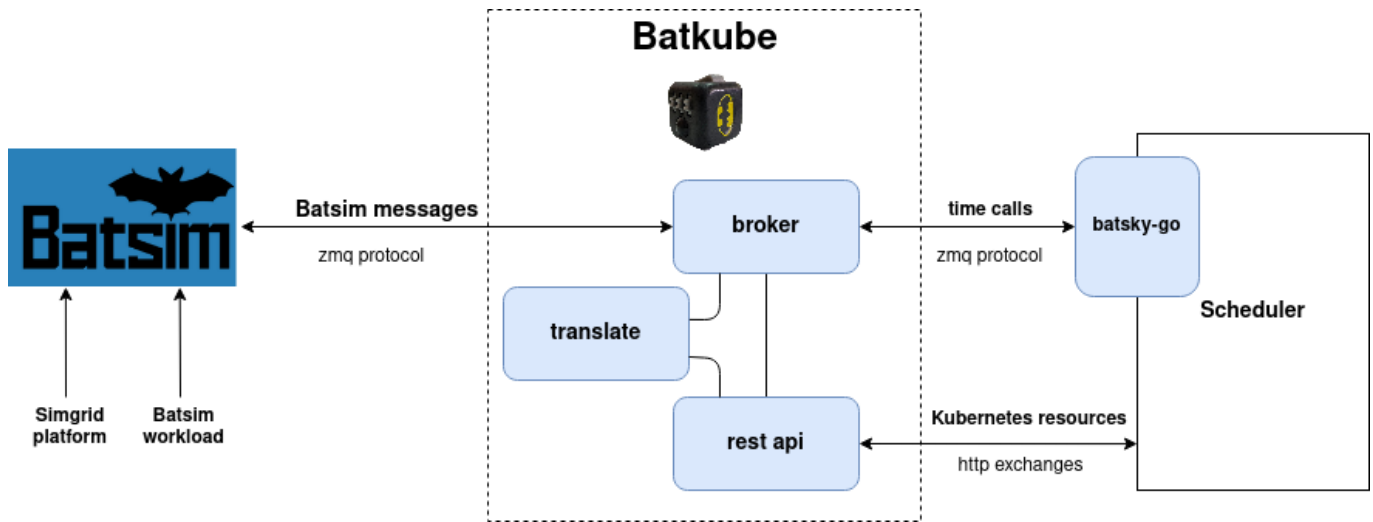 Batkube
Batsim
Batsim messages
zmq protocol
broker
time calls
zmq protocol
batsky-go
Scheduler
translate
Simgrid
platform
Batsim
workload
rest api
Kubernetes resources
http exchanges